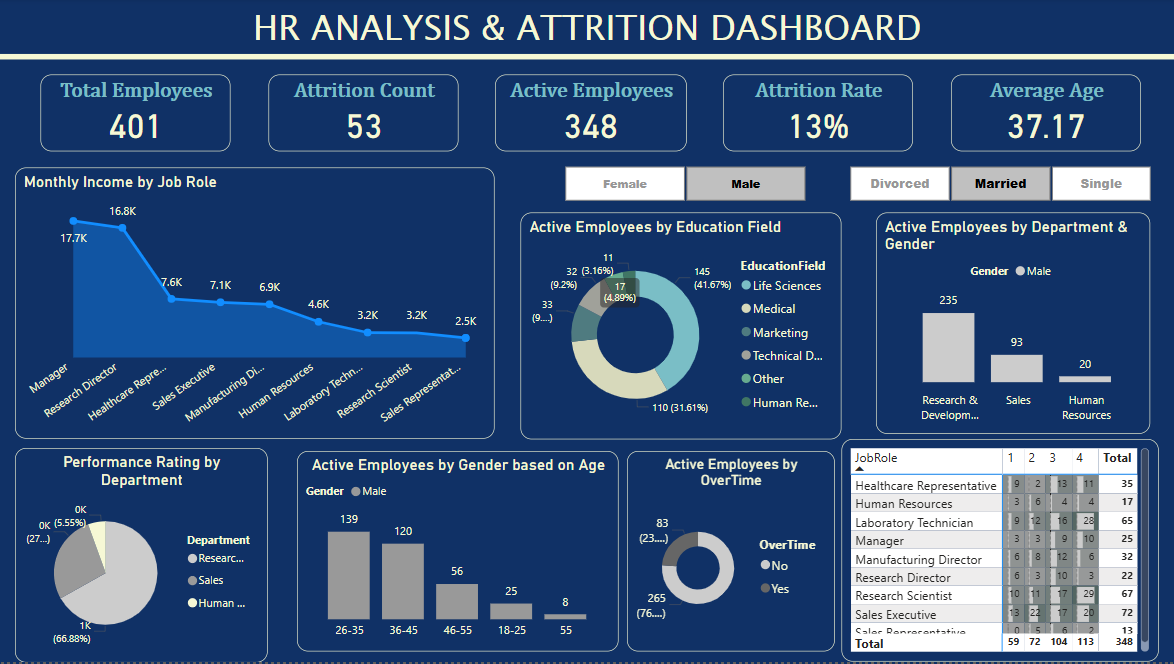 HR ANALYSIS & ATTRITION DASHBOARD
Total Employees
401
Attrition Count
53
Active Employees
348
Attrition Rate
13%
Average Age
37.17
Monthly Income by Job Role
17.7K
16.8K
7.6K
7.1K
6.9K
4.6K
3.2K
3.2K
2.5K
Manager
Research Director
Healthcare Repre...
Sales Executive
Manufacturing Di...
Human Resources
Laboratory Techn...
Research Scientist
Sales Representat...
Female
Male
Divorced
Married
Single
Active Employees by Education Field
145
(41.67%)
110 (31.61%)
33
(9....)
32
(9.2%)
17
(4.89%)
11
(3.16%)
EducationField
Life Sciences
Medical
Marketing
Technical D...
Other
Human Re...
Active Employees by Department &
Gender
Gender
Male
235
93
20
Research &
Developm...
Sales
Human
Resources
Performance Rating by
Department
0K
(5.55%)
0K
(27...)
1K
(66.88%)
Department
Researc...
Sales
Human ...
Active Employees by Gender based on Age
Gender
Male
139
120
56
25
8
26-35
36-45
46-55
18-25
55
Active Employees by
OverTime
83
(23....)
265
(76....)
OverTime
No
Yes
JobRole 1 2 3 4 Total
Healthcare Representative 9 2 13 11 35
Human Resources 3 6 4 4 17
Laboratory Technician 9 12 16 28 65
Manager 3 3 9 10 25
Manufacturing Director 6 8 12 6 32
Research Director 6 3 10 3 22
Research Scientist 10 11 17 29 67
Sales Executive 13 22 17 20 72
Sales Representative 0 5 6 2 13
Total 59 72 104 113 348